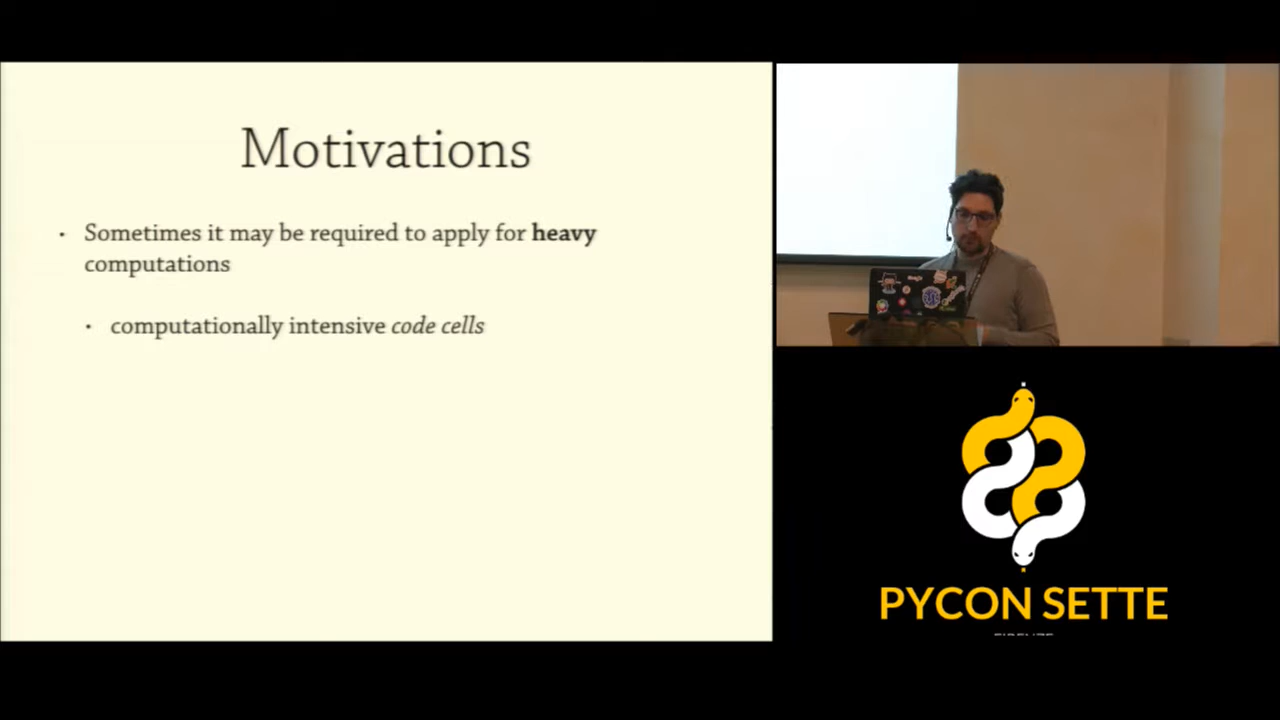 Motivations
· Sometimes it may be required to apply for heavy
computations
· computationally intensive code cells
PYCON SETTE